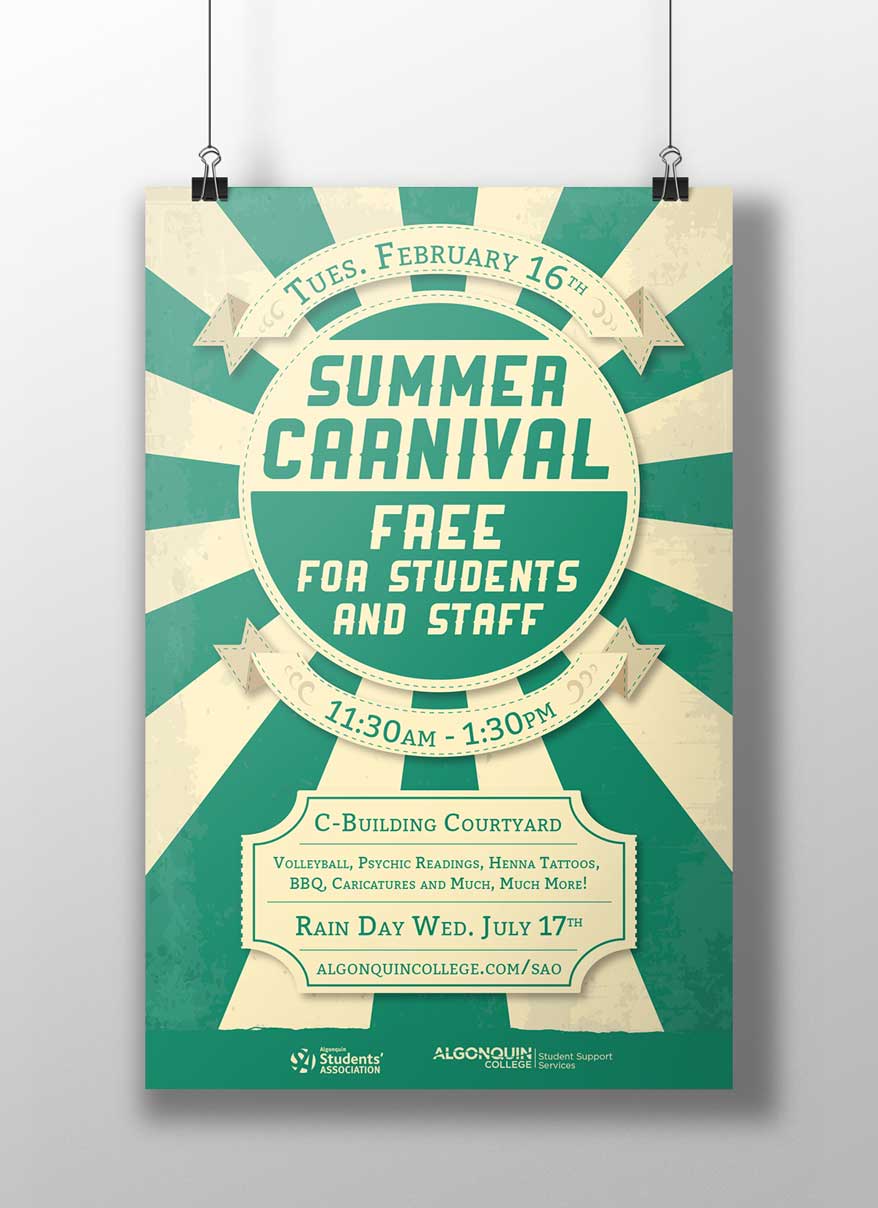 Tues. February 16th
SUMMER
CARNIVAL
FREE
FOR STUDENTS
AND STAFF
11:30am - 1:30pm
C-Building Courtyard
Volleyball, Psychic Readings, Henna Tattoos,
BBQ, Caricatures and Much, Much More!
Rain Day Wed. July 17th
algonquincollege.com/sao
SA
Algonquin
Students'
ASSOCIATION
ALGONQUIN
COLLEGE
Student Support
Services